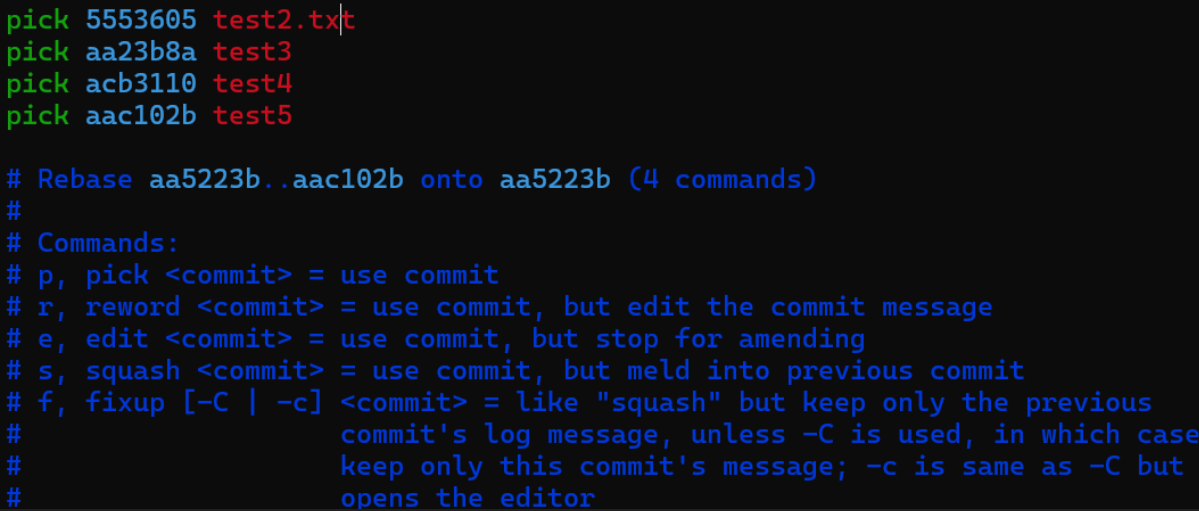 pick 5553605 test2.txt
pick aa23b8a test3
pick acb3110 test4
pick aac102b test5
# Rebase aa5223b..aac102b onto aa5223b (4 commands)
#
# Commands:
# p, pick <commit> = use commit
# r, reword <commit> = use commit, but edit the commit message
# e, edit <commit> = use commit, but stop for amending
# s, squash <commit> = use commit, but meld into previous commit
# f, fixup [-C | -c] <commit> = like "squash" but keep only the previous
#                    commit's log message, unless -C is used, in which case
#                    keep only this commit's message; -c is same as -C but
#                    opens the editor